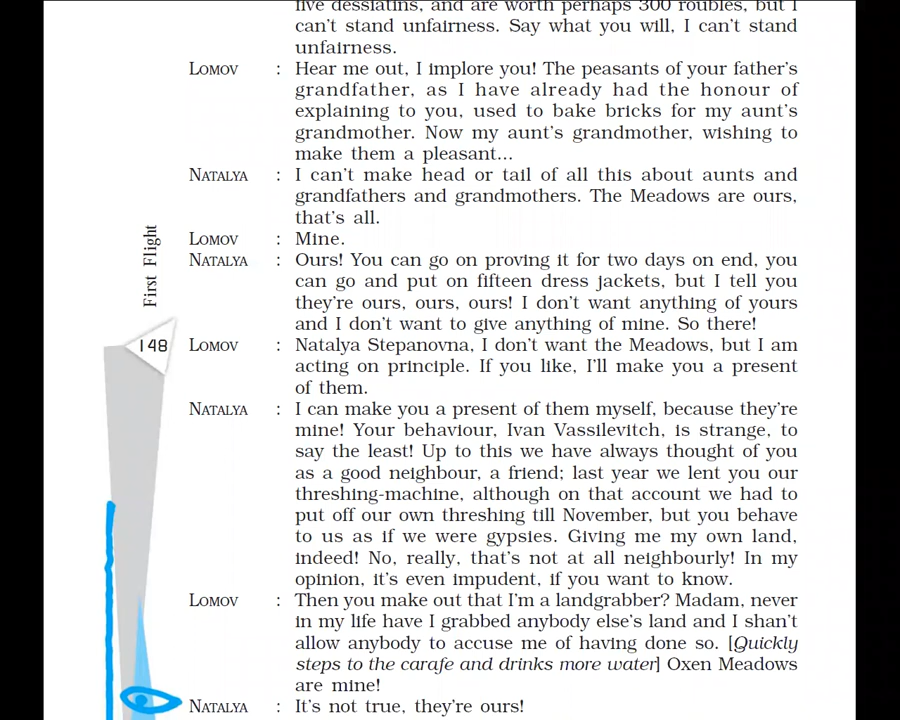 five dessiatins, and are worth perhaps 300 roubles, but I
can't stand unfairness. Say what you will, I can't stand
unfairness.
LOMOV : Hear me out, I implore you! The peasants of your father's
grandfather, as I have already had the honour of
explaining to you, used to bake bricks for my aunt's
grandmother. Now my aunt's grandmother, wishing to
make them a pleasant...
NATALYA : I can't make head or tail of all this about aunts and
grandfathers and grandmothers. The Meadows are ours,
that's all.
LOMOV : Mine.
NATALYA : Ours! You can go on proving it for two days on end, you
can go and put on fifteen dress jackets, but I tell you
they're ours, ours, ours! I don't want anything of yours
and I don't want to give anything of mine. So there!
LOMOV : Natalya Stepanovna, I don't want the Meadows, but I am
acting on principle. If you like, I'll make you a present
of them.
NATALYA : I can make you a present of them myself, because they're
mine! Your behaviour, Ivan Vassilevitch, is strange, to
say the least! Up to this we have always thought of you
as a good neighbour, a friend; last year we lent you our
threshing-machine, although on that account we had to
put off our own threshing till November, but you behave
to us as if we were gypsies. Giving me my own land,
indeed! No, really, that's not at all neighbourly! In my
opinion, it's even impudent, if you want to know.
LOMOV : Then you make out that I'm a landgrabber? Madam, never
in my life have I grabbed anybody else's land and I shan't
allow anybody to accuse me of having done so. [Quickly
steps to the carafe and drinks more water] Oxen Meadows
are mine!
NATALYA : It's not true, they're ours!
First Flight
148